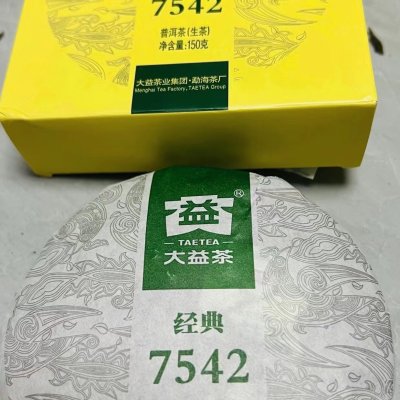 7542
普洱茶(生茶)
净含量:150克
大益茶业集团·勐海茶厂
Menghai Tea Factory, TAETEA Group
益®
TAETEA
大益茶
经典
7542